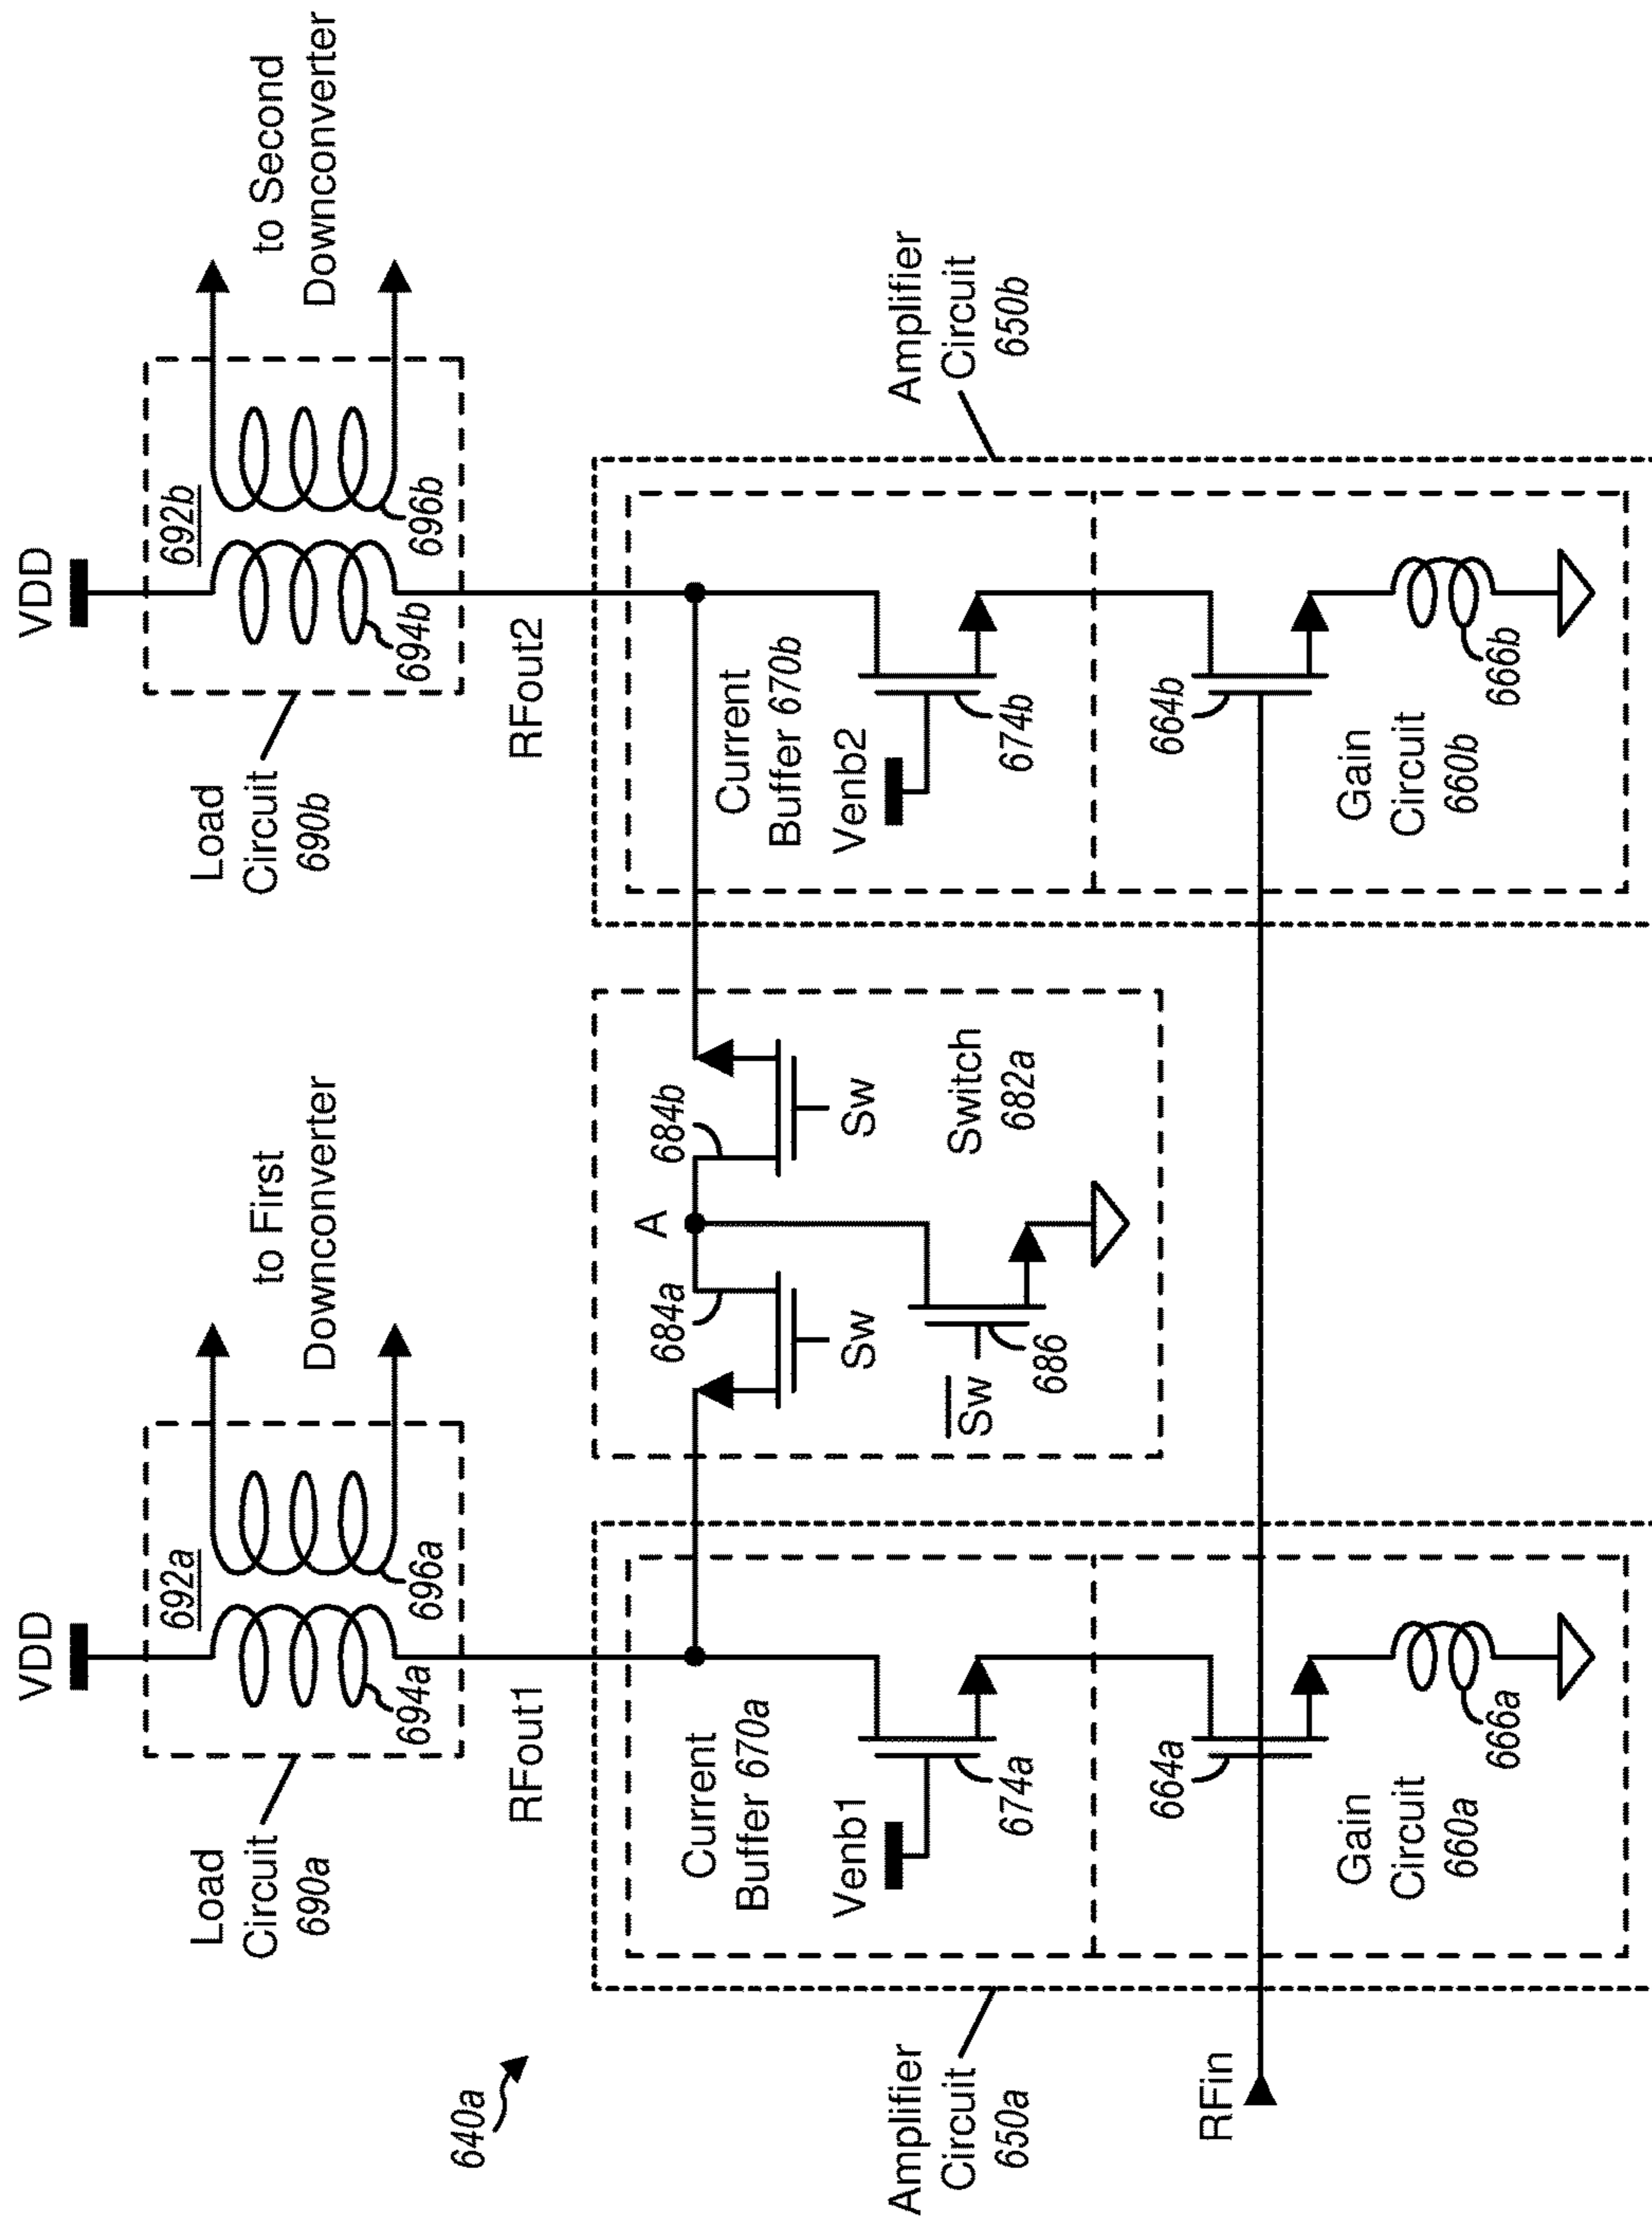 640a
VDD
692a
694a
696a
Load
Circuit
690a
to First
Downconverter
RFout1
VDD
692b
694b
696b
Load
Circuit
690b
to Second
Downconverter
RFout2
Amplifier
Circuit
650a
Current
Buffer 670a
Venb1
674a
664a
Gain
Circuit
660a
666a
RFin
A
684a
684b
Sw
Sw
Sw
686
Switch
682a
Current
Buffer 670b
Venb2
674b
664b
Gain
Circuit
660b
666b
Amplifier
Circuit
650b